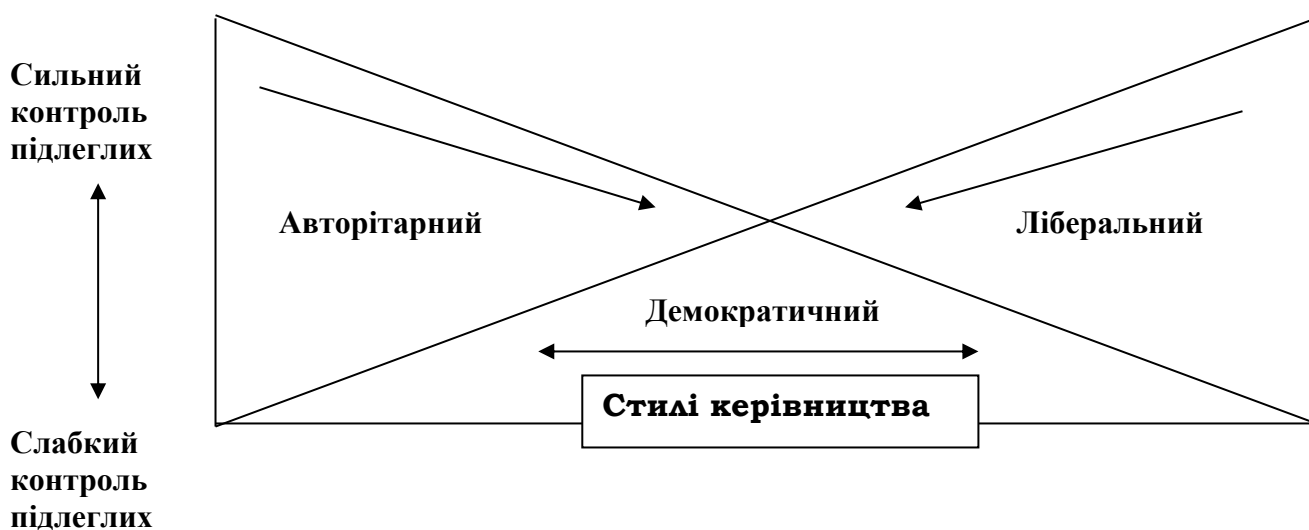 Сильний
контроль
підлеглих
Авторітарний
Ліберальний
Демократичний
Стилі керівництва
Слабкий
контроль
підлеглих